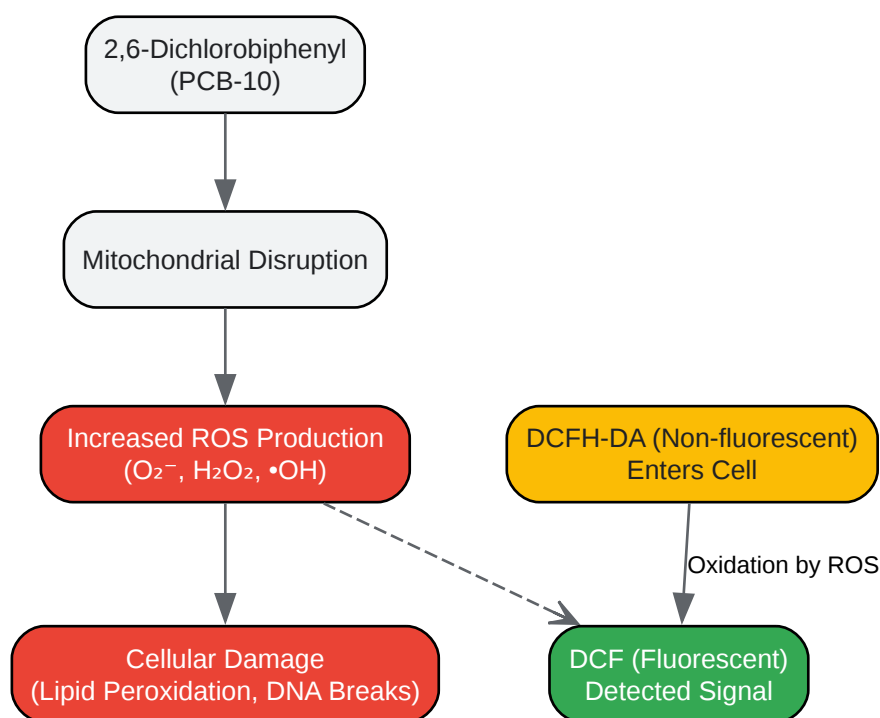 2,6-Dichlorobiphenyl
(PCB-10)
Mitochondrial Disruption
Increased ROS Production
(O₂⁻, H₂O₂, •OH)
DCFH-DA (Non-fluorescent)
Enters Cell
Oxidation by ROS
Cellular Damage
(Lipid Peroxidation, DNA Breaks)
DCF (Fluorescent)
Detected Signal